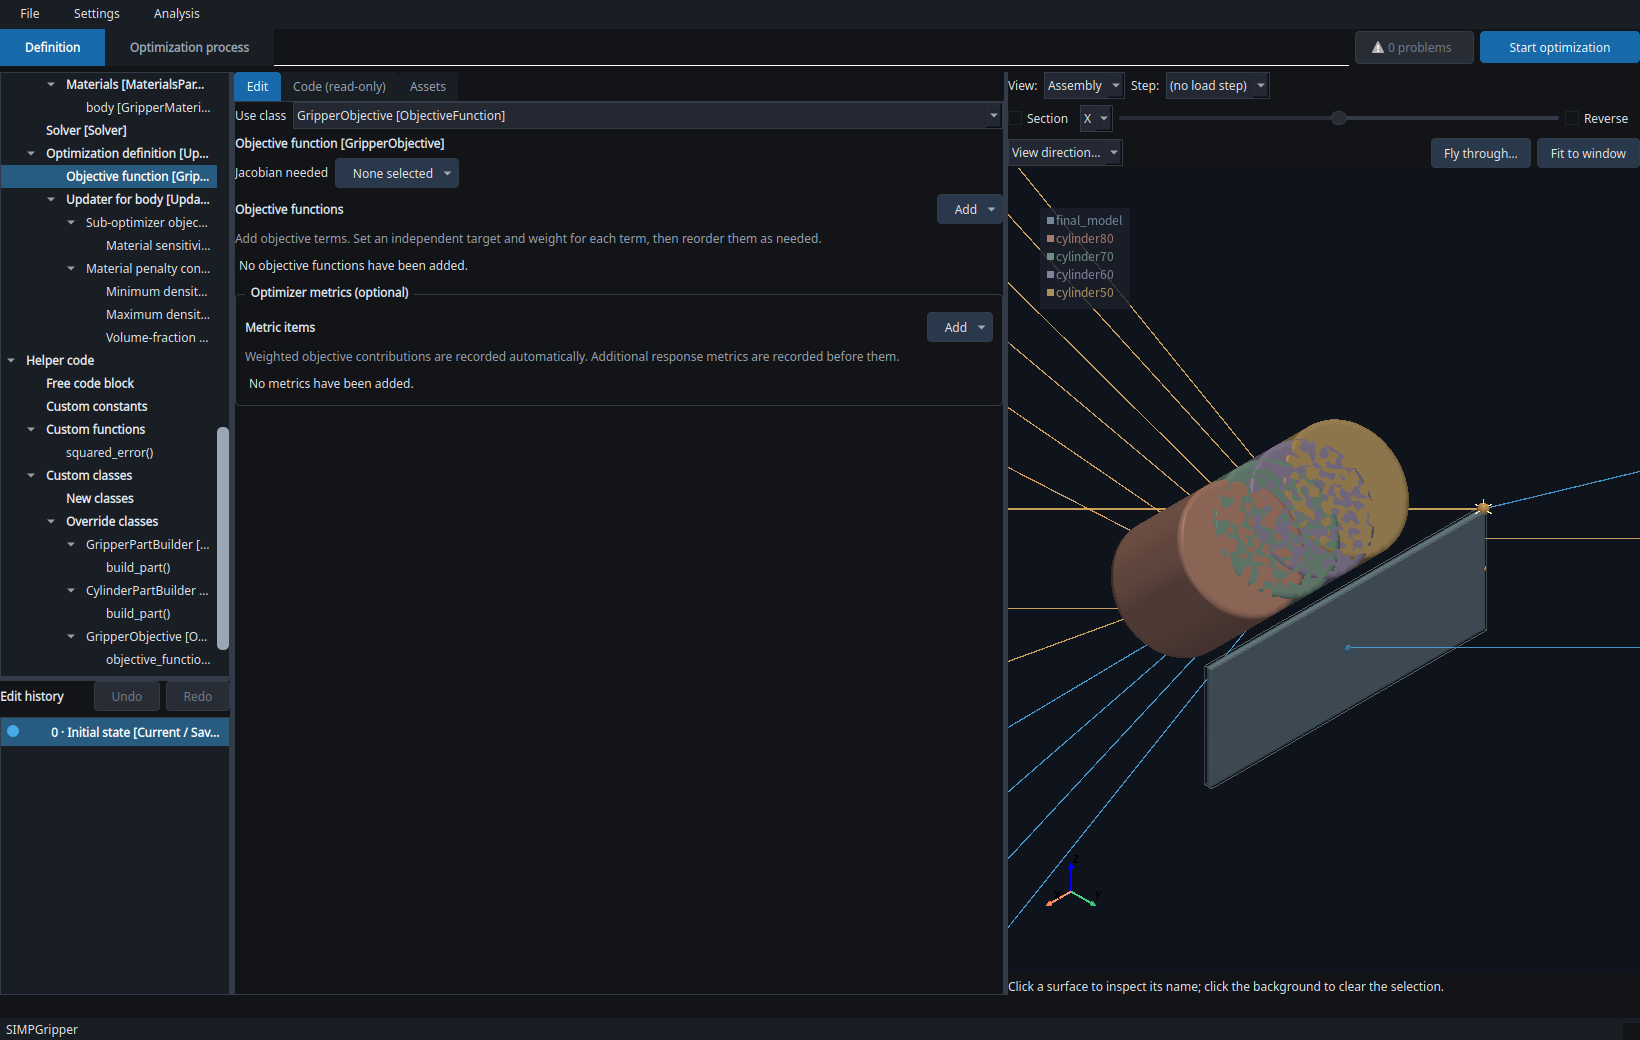 File Settings Analysis
Definition Optimization process 0 problems Start optimization
Materials [MaterialsPar...
body [GripperMateri...
Solver [Solver]
Optimization definition [Up...
Objective function [Grip...
Updater for body [Upda...
Sub-optimizer objec...
Material sensitivi...
Material penalty con...
Minimum densit...
Maximum densit...
Volume-fraction ...
Helper code
Free code block
Custom constants
Custom functions
squared_error()
Custom classes
New classes
Override classes
GripperPartBuilder [...
build_part()
CylinderPartBuilder ...
build_part()
GripperObjective [O...
objective_functio...
Edit history Undo Redo
0 · Initial state [Current / Sav...
Edit Code (read-only) Assets
Use class GripperObjective [ObjectiveFunction]
Objective function [GripperObjective]
Jacobian needed None selected
Objective functions Add
Add objective terms. Set an independent target and weight for each term, then reorder them as needed.
No objective functions have been added.
Optimizer metrics (optional)
Metric items Add
Weighted objective contributions are recorded automatically. Additional response metrics are recorded before them.
No metrics have been added.
View: Assembly Step: (no load step)
Section X Reverse
View direction... Fly through... Fit to window
final_model
cylinder80
cylinder70
cylinder60
cylinder50
Click a surface to inspect its name; click the background to clear the selection.
SIMPGripper